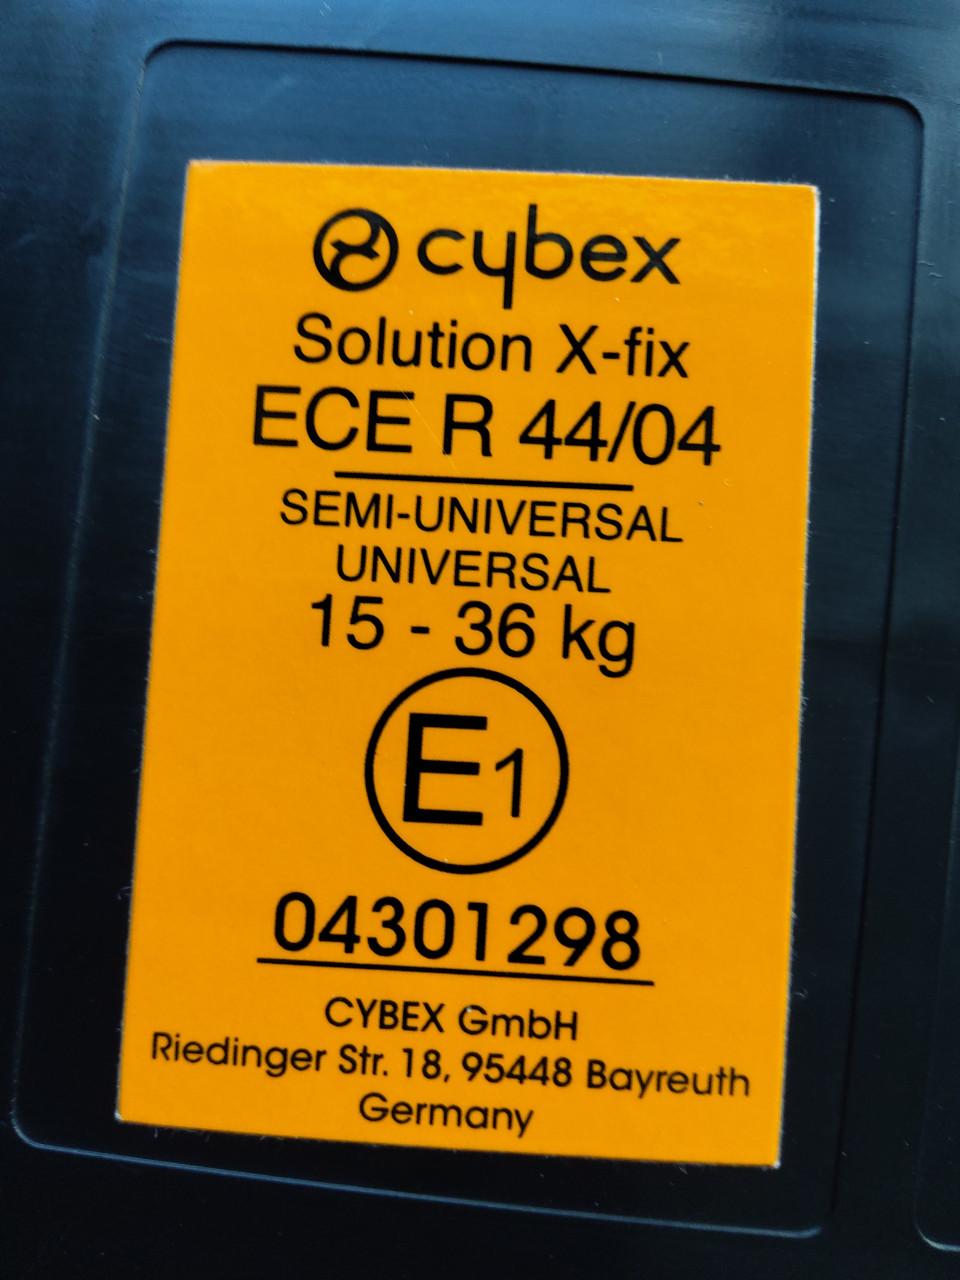 cybex
Solution X-fix
ECE R 44/04
SEMI-UNIVERSAL
UNIVERSAL
15 - 36 kg
E1
04301298
CYBEX GmbH
Riedinger Str. 18, 95448 Bayreuth
Germany